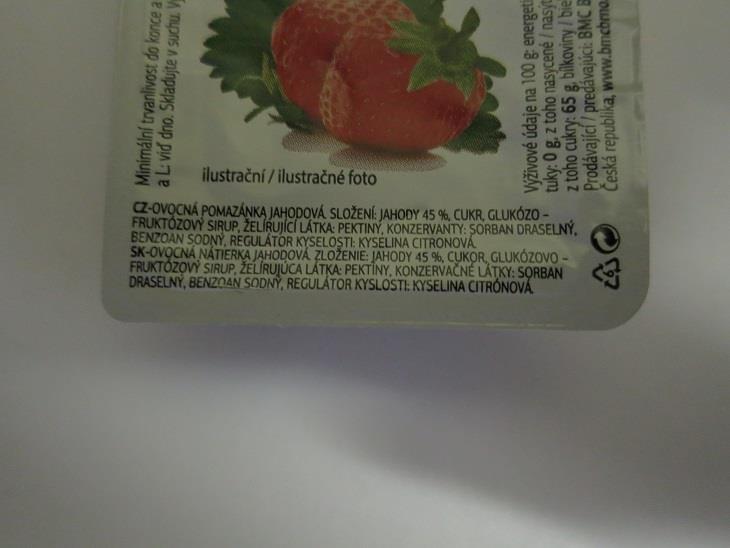 Minimální trvanlivost do konce a
a L: viď dno. Skladujte v suchu.
ilustrační / ilustračné foto
CZ-OVOCNÁ POMAZÁNKA JAHODOVÁ. SLOŽENÍ: JAHODY 45 %, CUKR, GLUKÓZO –
FRUKTÓZOVÝ SIRUP, ŽELÍRUJÍCÍ LÁTKA: PEKTINY, KONZERVANTY: SORBAN DRASELNÝ,
BENZOAN SODNÝ, REGULÁTOR KYSELOSTI: KYSELINA CITRONOVÁ.
SK-OVOCNÁ NÁTIERKA JAHODOVÁ. ZLOŽENIE: JAHODY 45 %, CUKOR, GLUKÓZOVO –
FRUKTÓZOVÝ SIRUP, ŽELÍRUJÚCA LÁTKA: PEKTÍNY, KONZERVAČNÉ LÁTKY: SORBAN
DRASELNÝ, BENZOAN SODNÝ, REGULÁTOR KYSLOSTI: KYSELINA CITRÓNOVÁ.
Výživové údaje na 100 g: energeti
tuky: 0 g, z toho nasycené / nasýt
z toho cukry: 65 g, bílkoviny / bie
Prodávající / predávajúci: BMC B
Česká republika, www.bmcbrno.